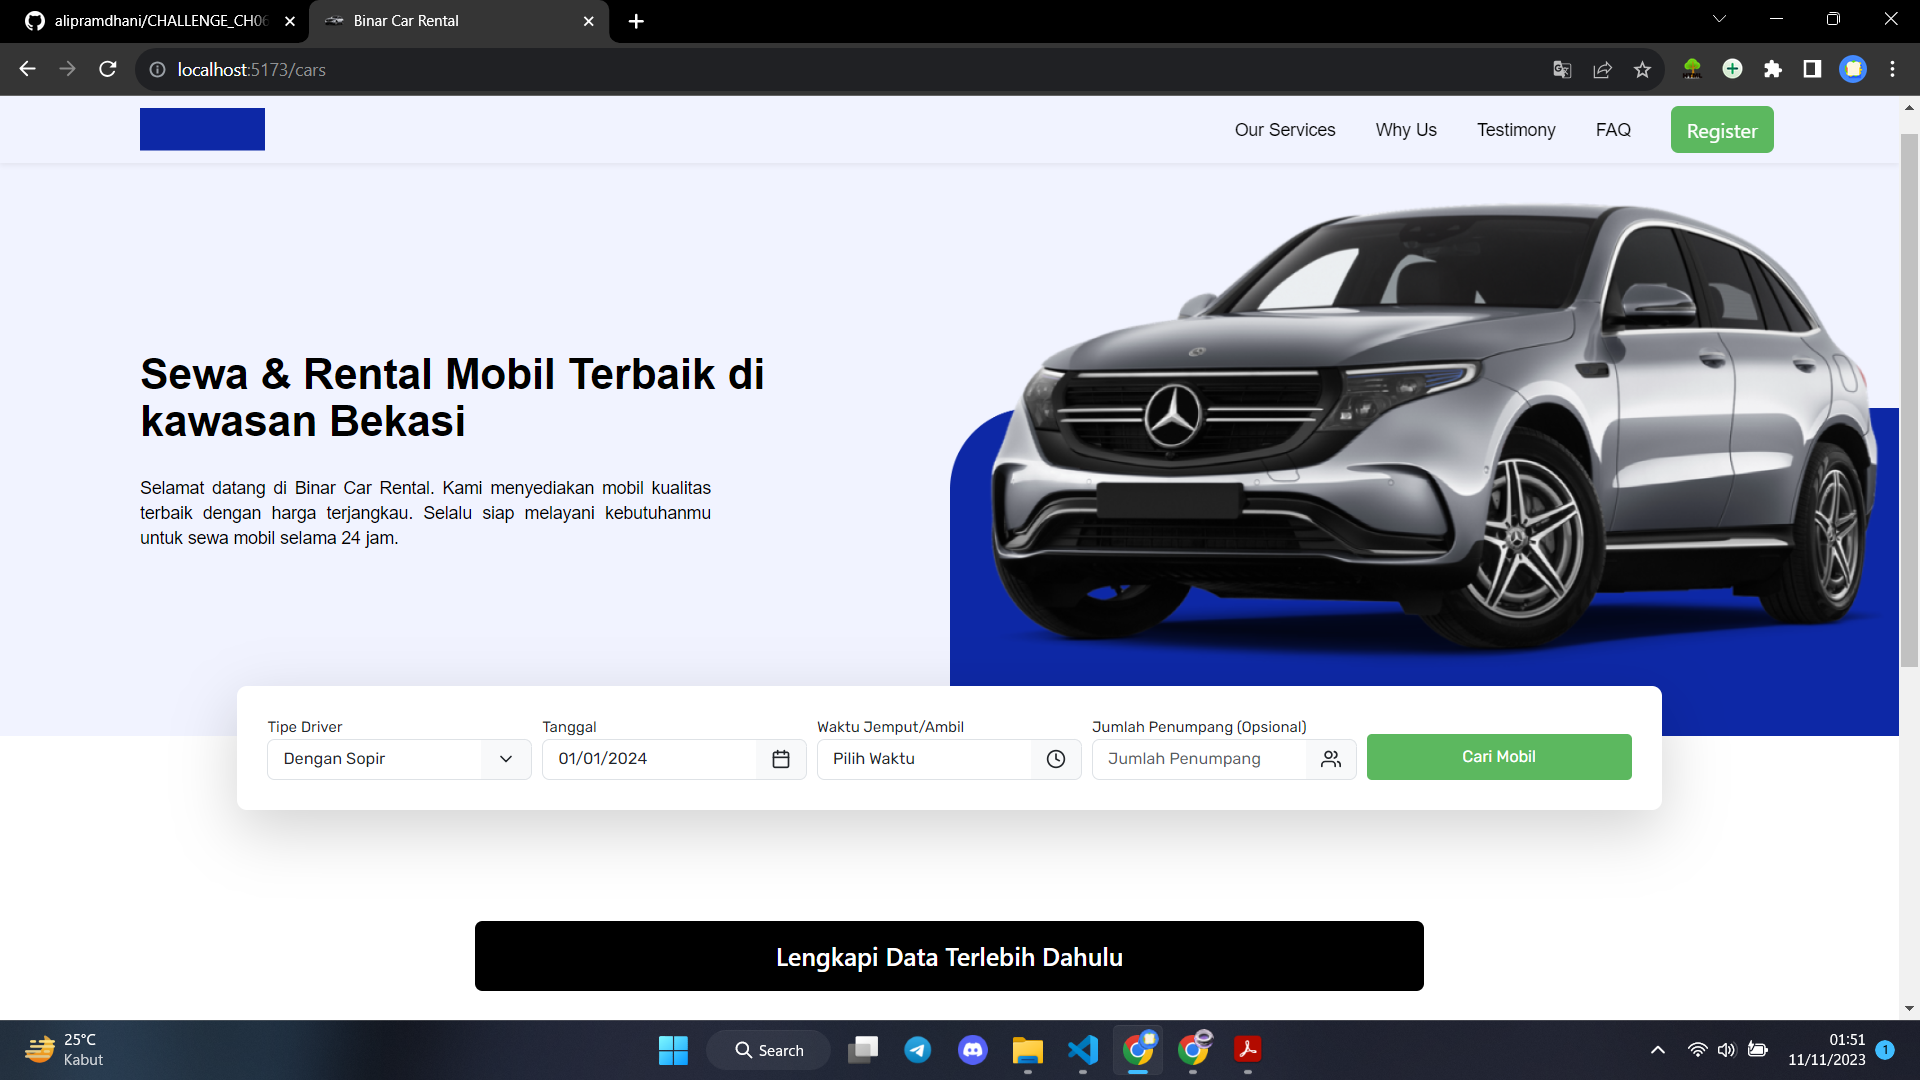 alipramdhani/CHALLENGE_CH06
Binar Car Rental
localhost:5173/cars
Our Services
Why Us
Testimony
FAQ
Register
Sewa & Rental Mobil Terbaik di
kawasan Bekasi
Selamat datang di Binar Car Rental. Kami menyediakan mobil kualitas
terbaik dengan harga terjangkau. Selalu siap melayani kebutuhanmu
untuk sewa mobil selama 24 jam.
Tipe Driver
Tanggal
Waktu Jemput/Ambil
Jumlah Penumpang (Opsional)
Dengan Sopir
01/01/2024
Pilih Waktu
Jumlah Penumpang
Cari Mobil
Lengkapi Data Terlebih Dahulu
25°C
Kabut
Search
01:51
11/11/2023
1